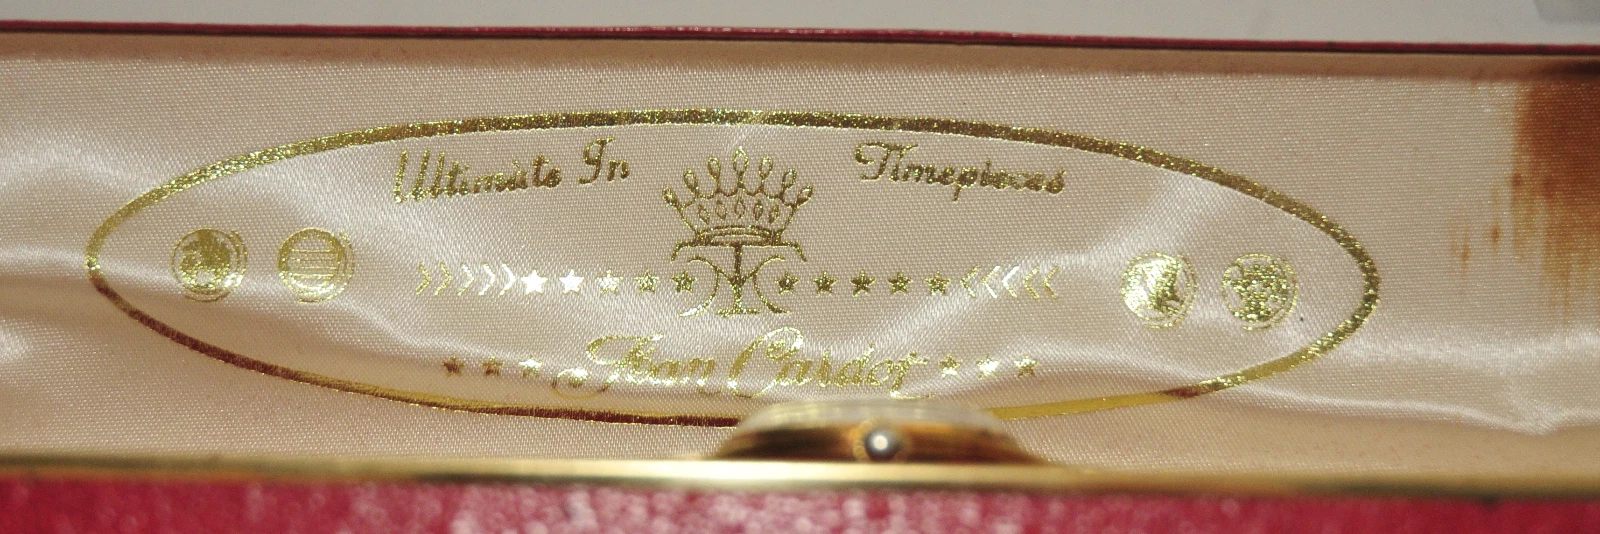 Ultimate In Timepieces
Jean Cardot